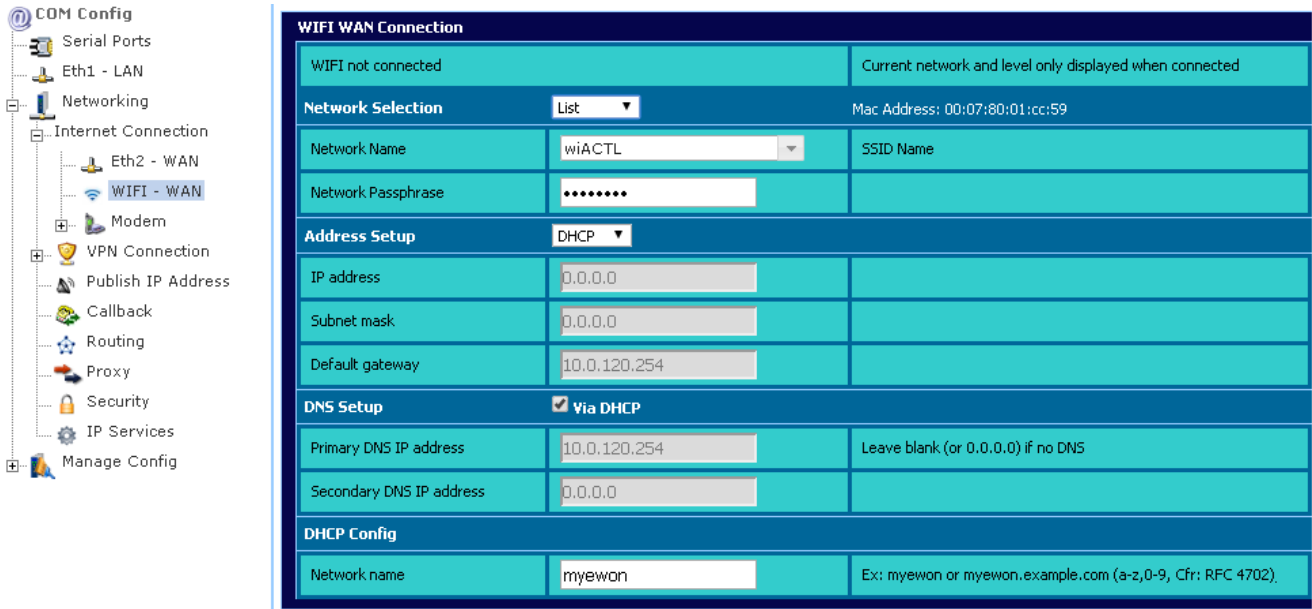 COM Config
Serial Ports
Eth1 - LAN
Networking
Internet Connection
Eth2 - WAN
WIFI - WAN
Modem
VPN Connection
Publish IP Address
Callback
Routing
Proxy
Security
IP Services
Manage Config
WIFI WAN Connection
WIFI not connected Current network and level only displayed when connected
Network Selection List Mac Address: 00:07:80:01:cc:59
Network Name wiACTL SSID Name
Network Passphrase ••••••••
Address Setup DHCP
IP address 0.0.0.0
Subnet mask 0.0.0.0
Default gateway 10.0.120.254
DNS Setup Via DHCP
Primary DNS IP address 10.0.120.254 Leave blank (or 0.0.0.0) if no DNS
Secondary DNS IP address 0.0.0.0
DHCP Config
Network name myewon Ex: myewon or myewon.example.com (a-z,0-9, Cfr: RFC 4702).